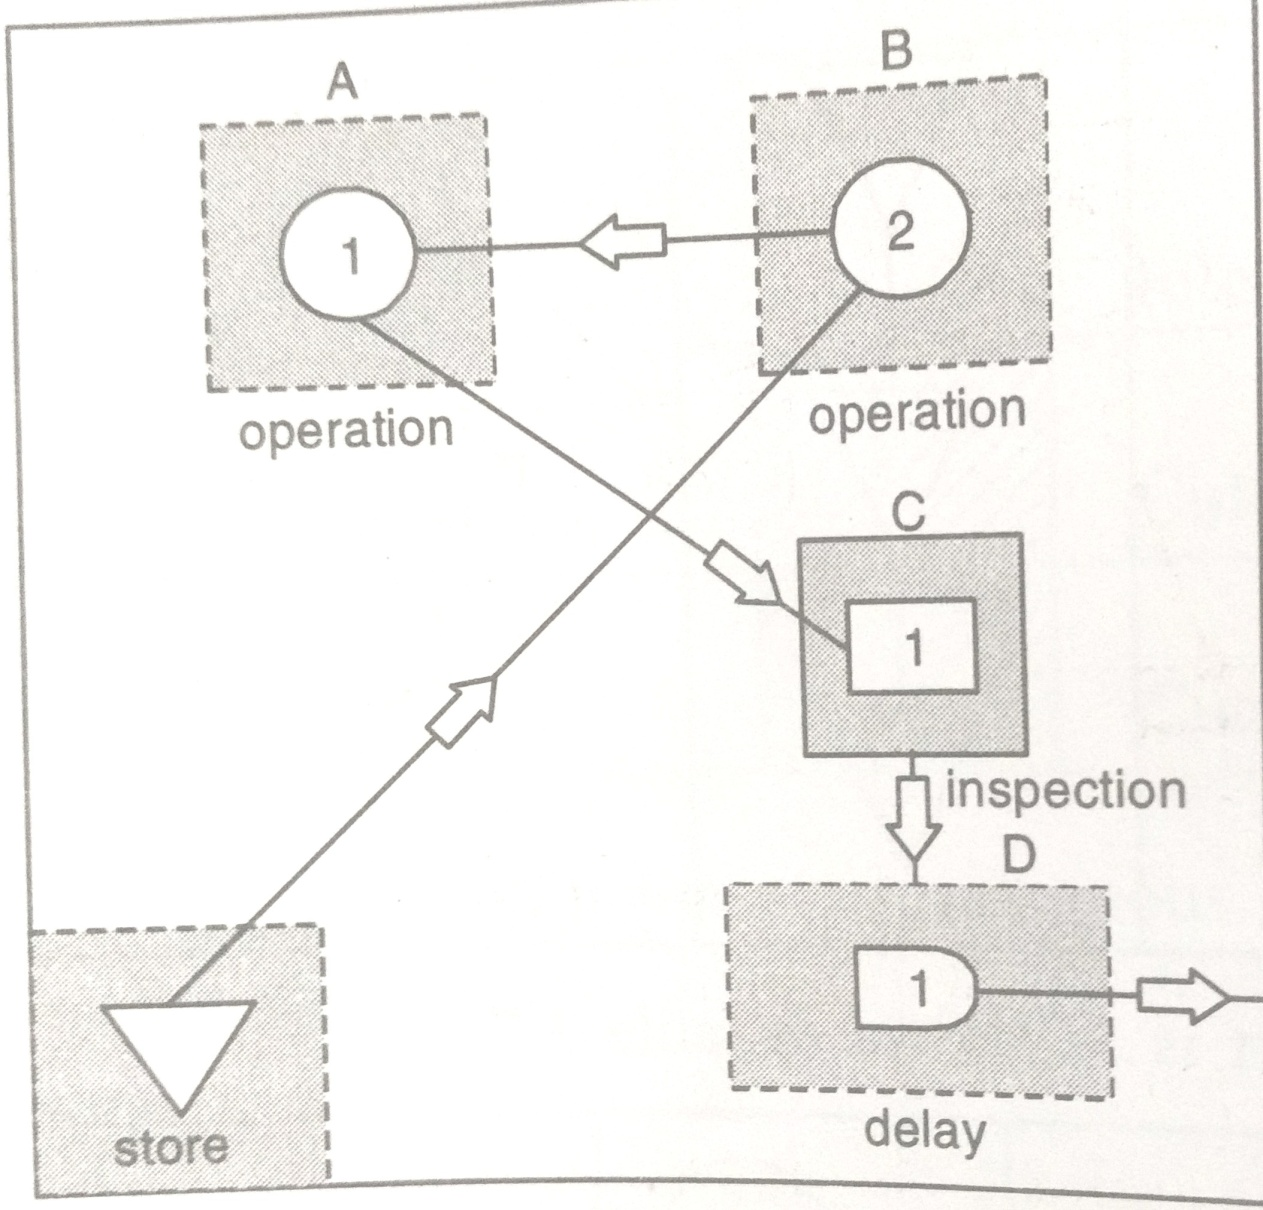 A
B
1
2
operation
operation
C
1
inspection
D
1
delay
store